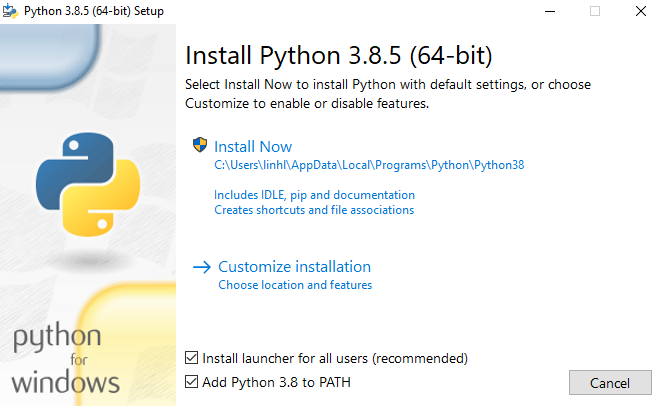 Python 3.8.5 (64-bit) Setup
Install Python 3.8.5 (64-bit)
Select Install Now to install Python with default settings, or choose
Customize to enable or disable features.
Install Now
C:\Users\linhl\AppData\Local\Programs\Python\Python38
Includes IDLE, pip and documentation
Creates shortcuts and file associations
Customize installation
Choose location and features
python
for
windows
Install launcher for all users (recommended)
Add Python 3.8 to PATH
Cancel